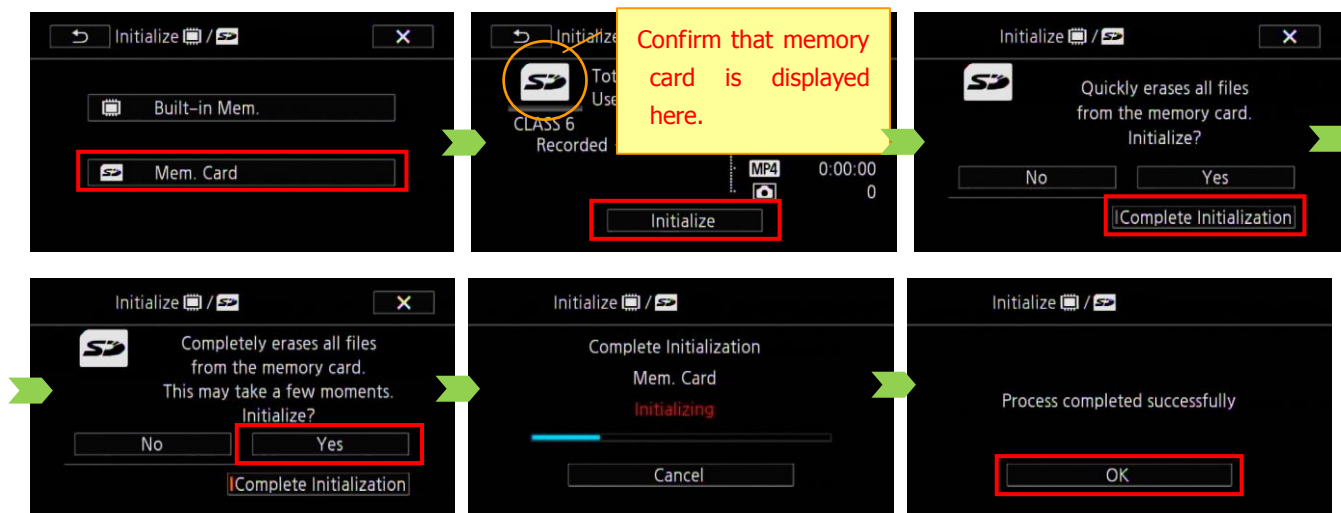 Initialize /
Built-in Mem.
Mem. Card
Initialize
Confirm that memory
card is displayed
here.
Tot
Use
CLASS 6
Recorded
MP4 0:00:00
0
Initialize
Initialize /
Quickly erases all files
from the memory card.
Initialize?
No Yes
Complete Initialization
Initialize /
Completely erases all files
from the memory card.
This may take a few moments.
Initialize?
No Yes
Complete Initialization
Initialize /
Complete Initialization
Mem. Card
Initializing
Cancel
Initialize /
Process completed successfully
OK